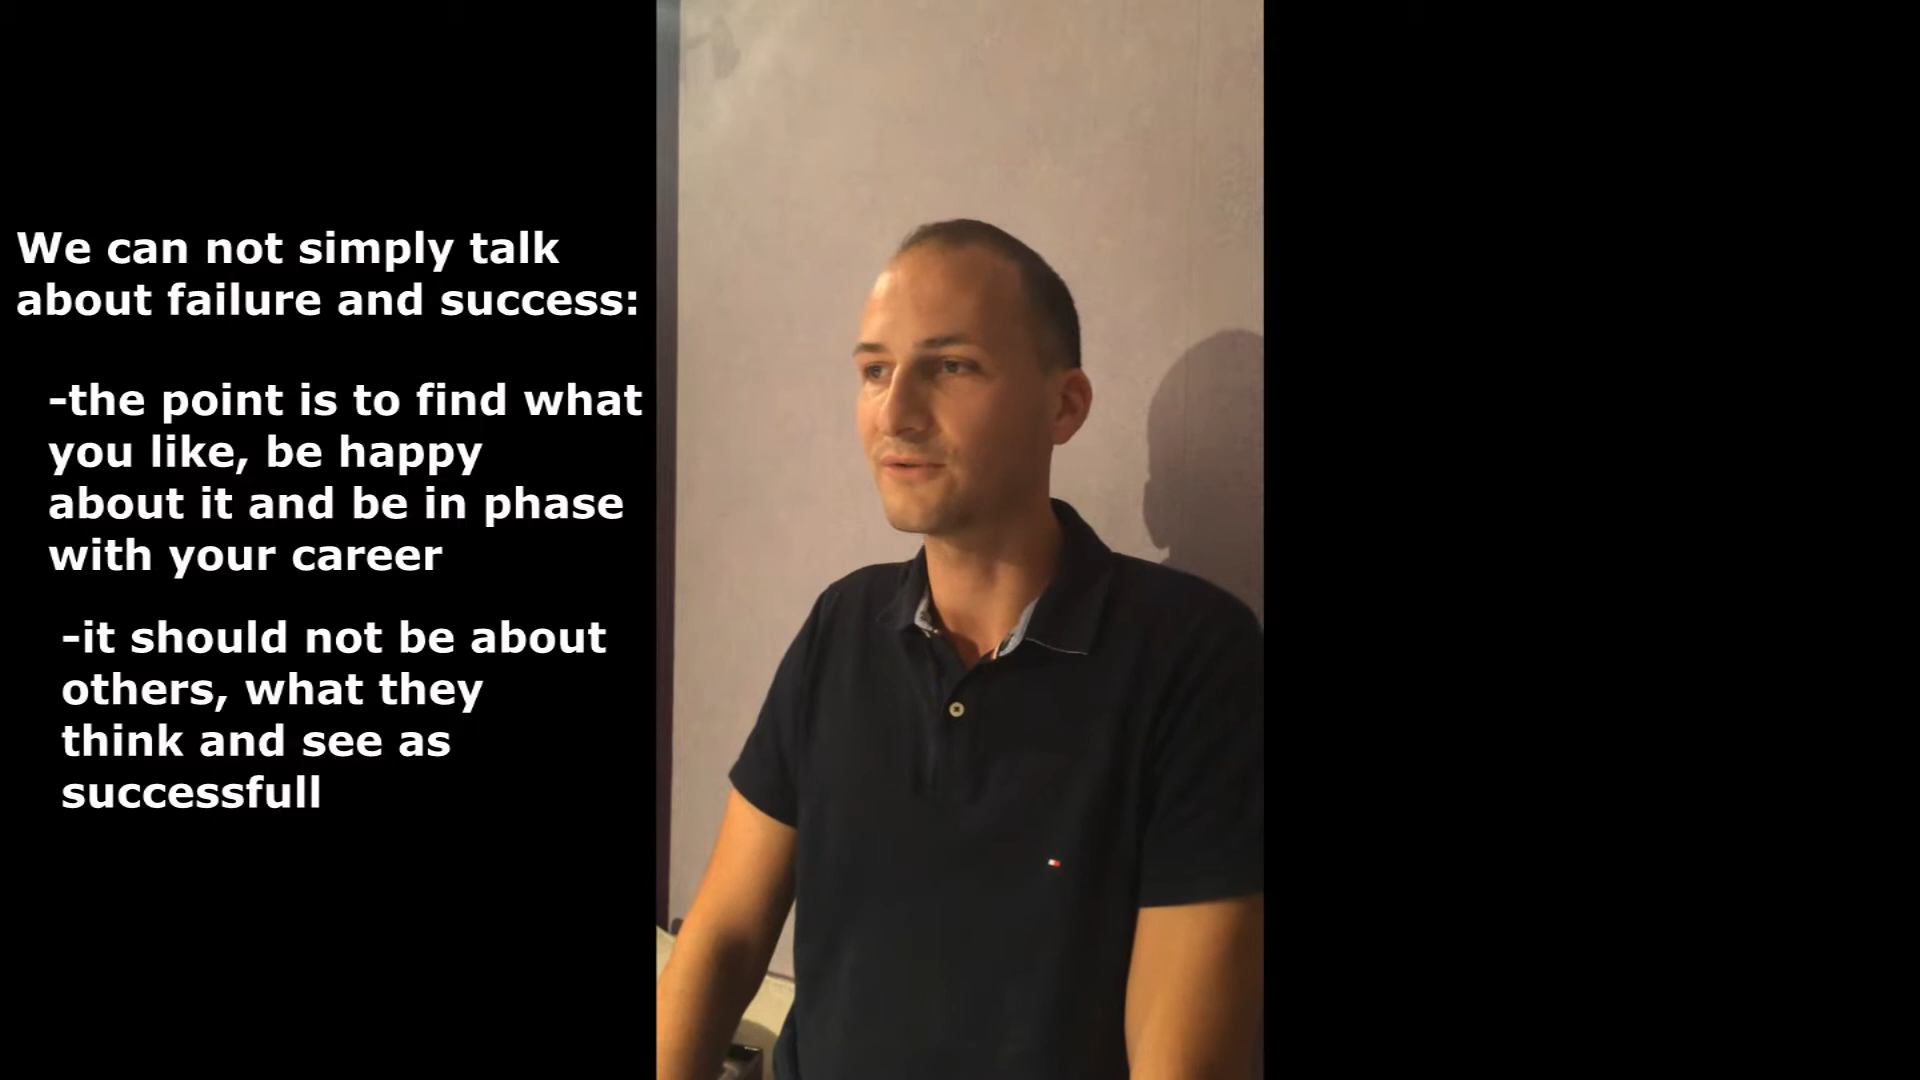 We can not simply talk
about failure and success:
-the point is to find what
you like, be happy
about it and be in phase
with your career
-it should not be about
others, what they
think and see as
successfull